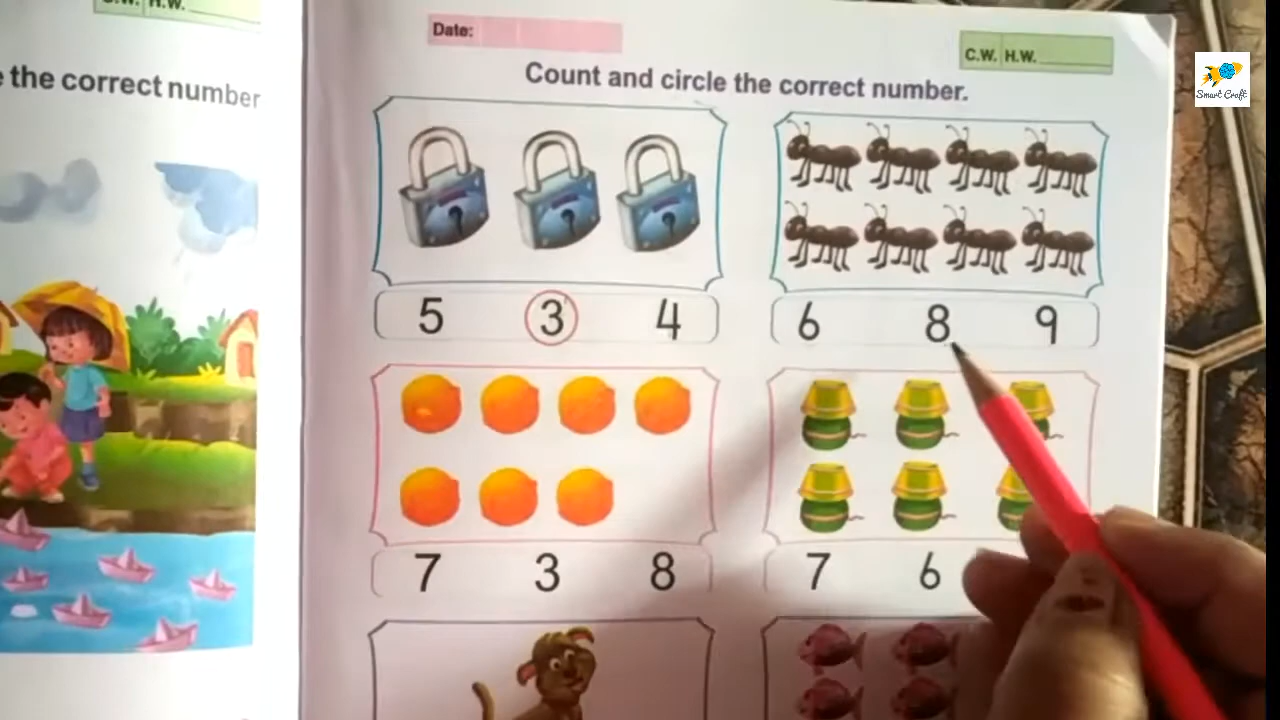 C.W. H.W.
e the correct number
Date:
C.W. H.W.
Count and circle the correct number.
5 3 4
6 8 9
7 3 8
7 6
Smart Craft